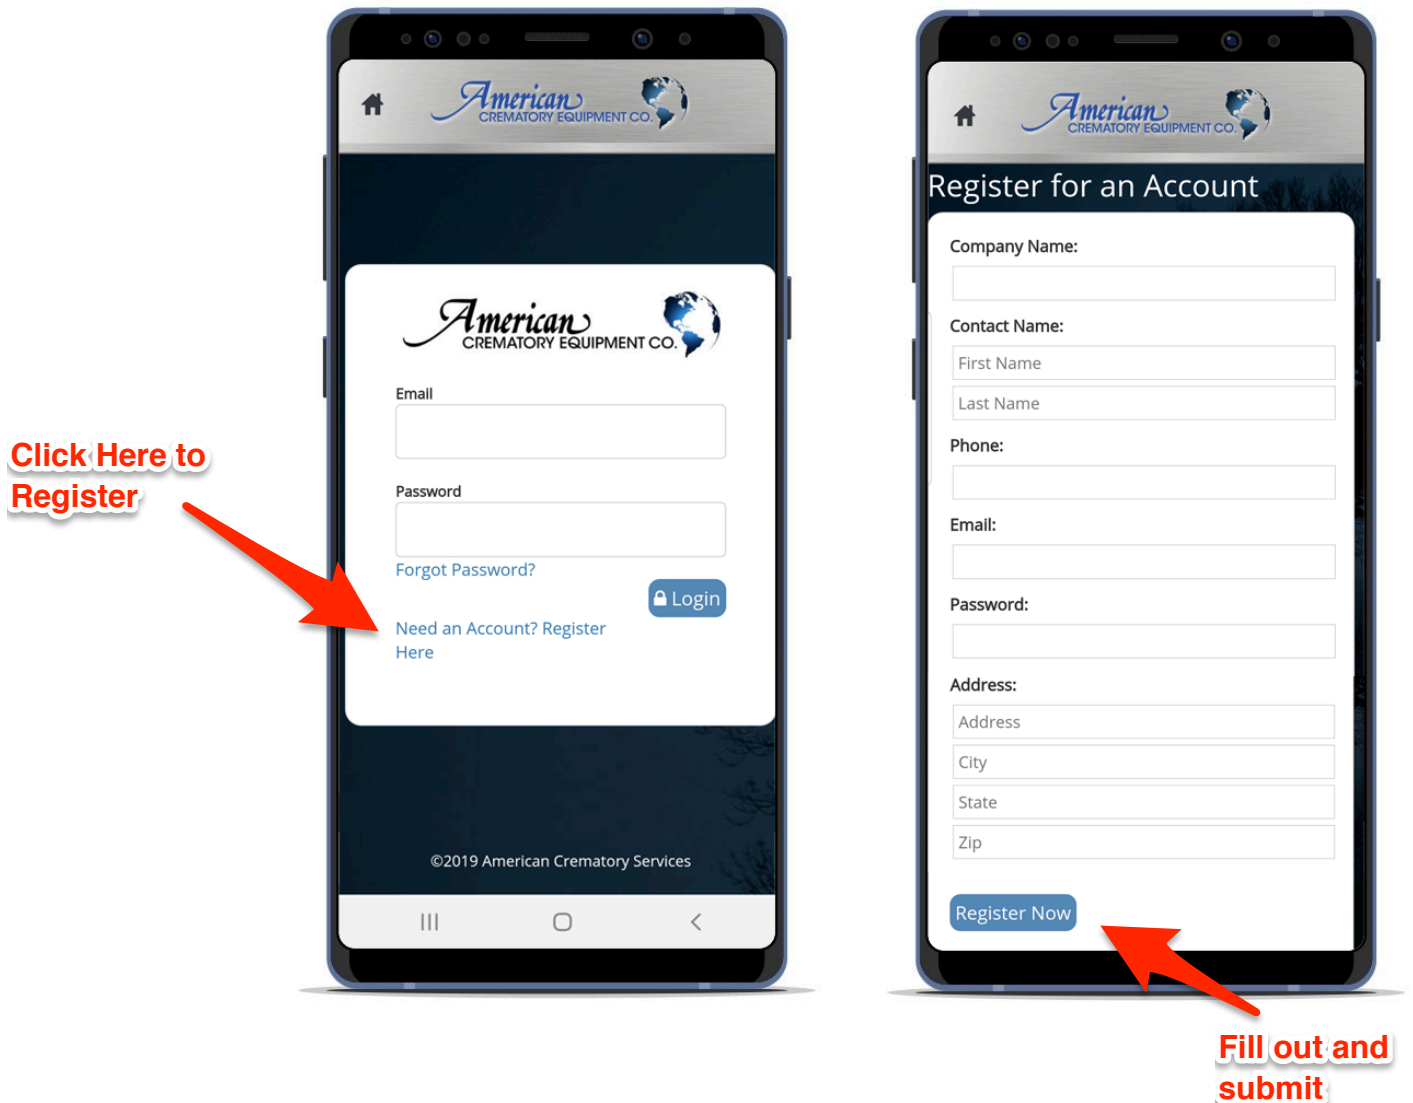 American
CREMATORY EQUIPMENT CO.
American
CREMATORY EQUIPMENT CO.
Email
Password
Forgot Password?
Login
Need an Account? Register
Here
©2019 American Crematory Services
Click Here to
Register
American
CREMATORY EQUIPMENT CO.
Register for an Account
Company Name:
Contact Name:
First Name
Last Name
Phone:
Email:
Password:
Address:
Address
City
State
Zip
Register Now
Fill out and
submit